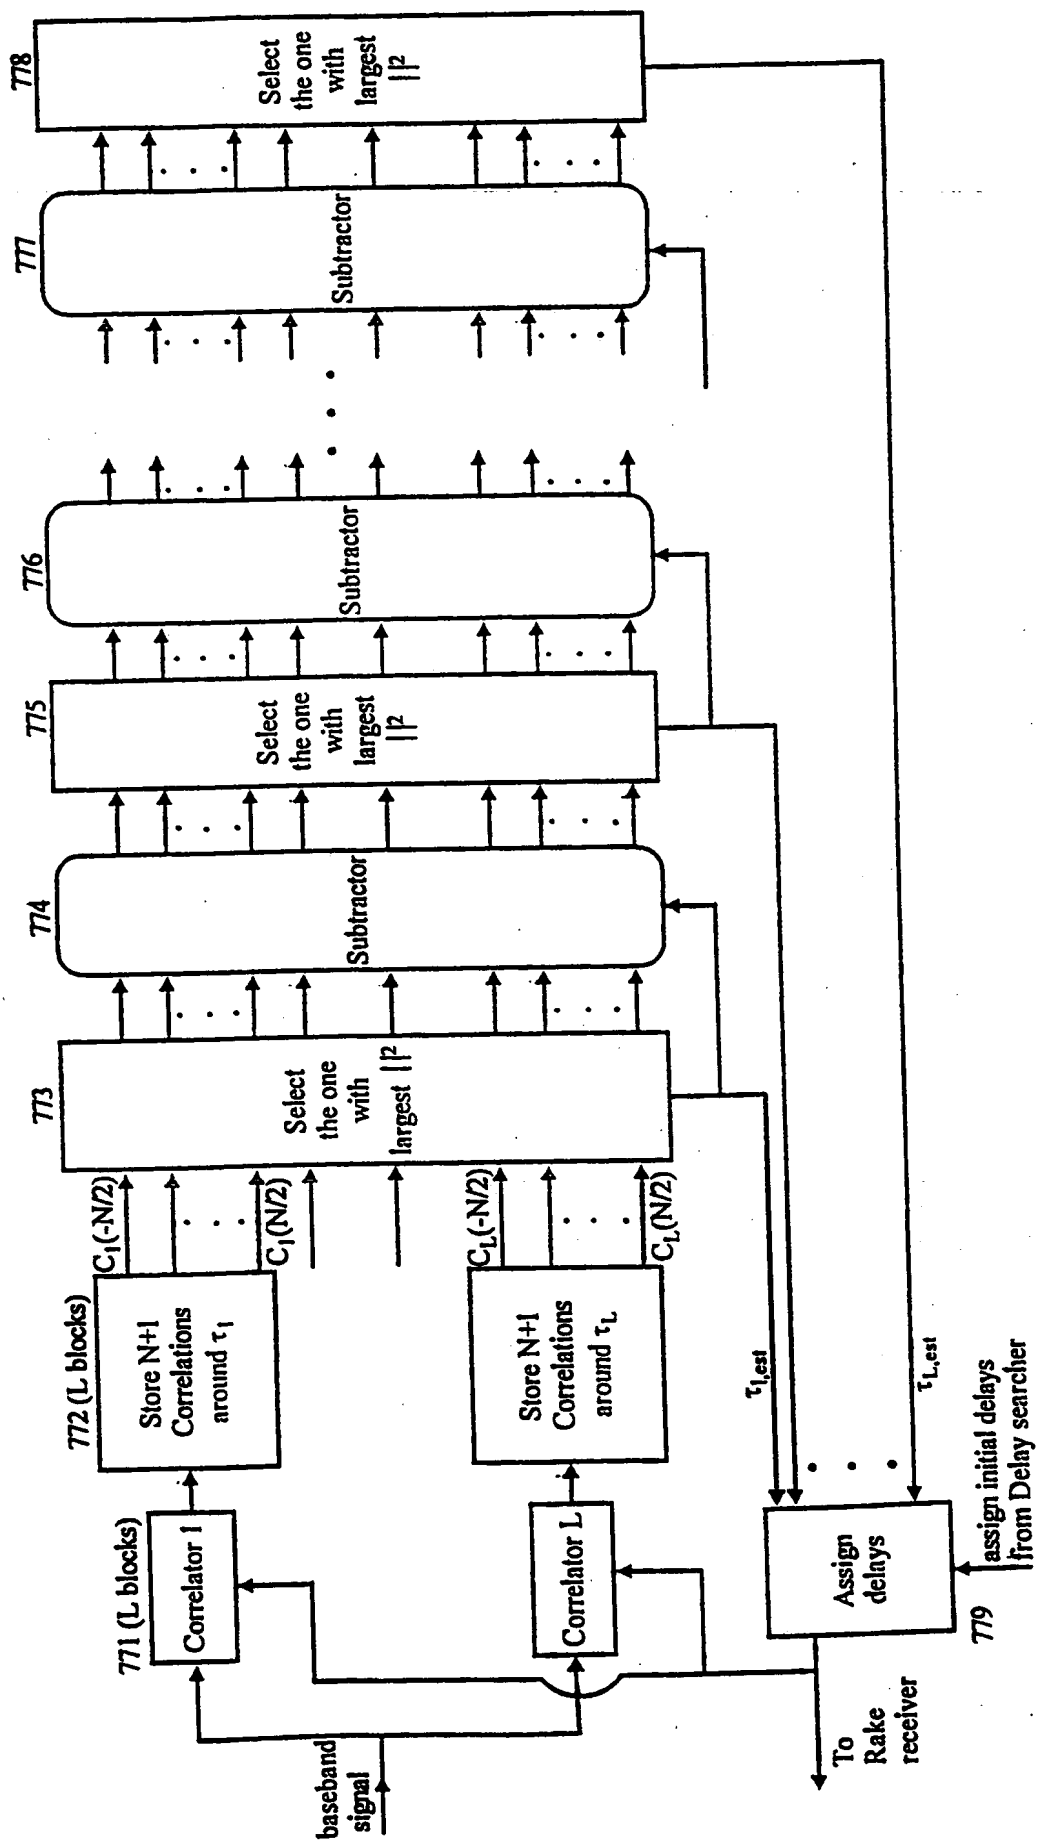 771 (L blocks)
Correlator 1
772 (L blocks)
Store N+1
Correlations
around τ1
C1(-N/2)
C1(N/2)
773
Select
the one
with
largest | |²
774
Subtractor
775
Select
the one
with
largest
| |²
776
Subtractor
777
Subtractor
778
Select
the one
with
largest
| |²
baseband
signal
Correlator L
Store N+1
Correlations
around τL
CL(-N/2)
CL(N/2)
To
Rake
receiver
Assign
delays
779
assign initial delays
from Delay searcher
τ1,est
τL,est